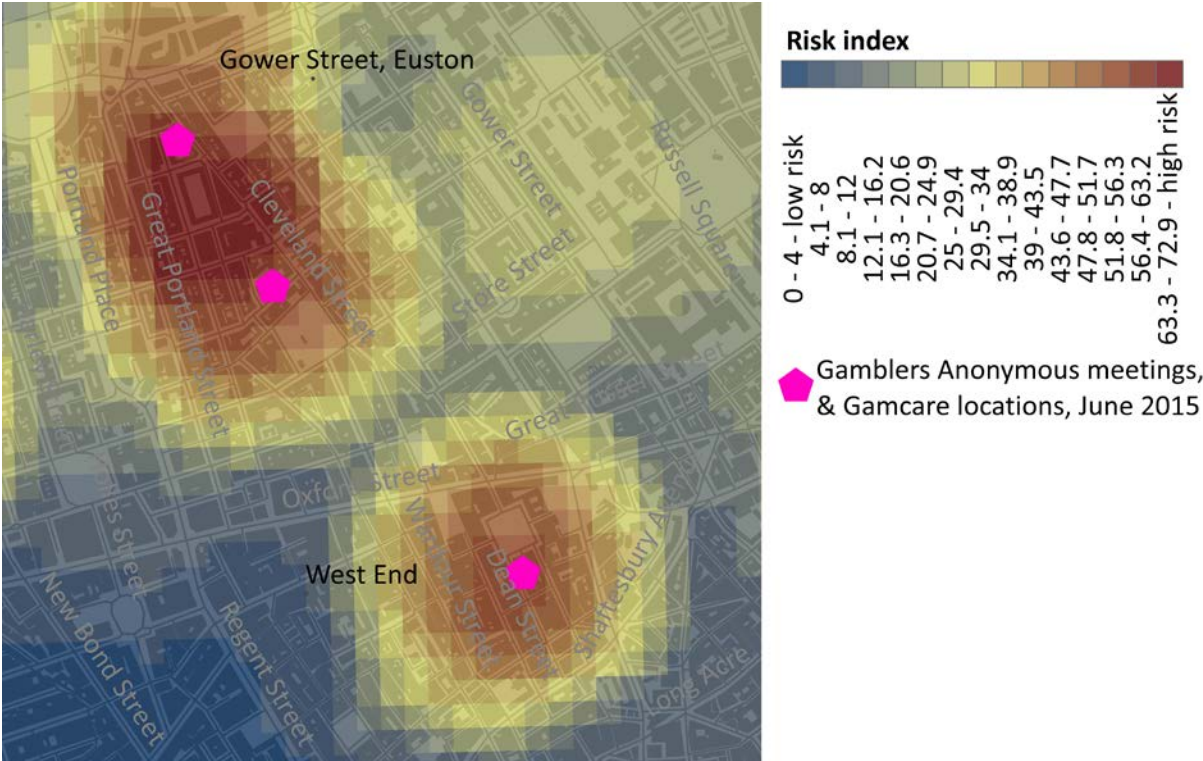 Gower Street, Euston
Gower Street
Russell Square
Portland Place
Great Portland Street
Cleveland Street
Store Street
Great
Street
Oxford Street
Wardour Street
Dean Street
Shaftesbury Avenue
West End
New Bond Street
Regent Street
Long Acre
Risk index
0 - 4 - low risk
4.1 - 8
8.1 - 12
12.1 - 16.2
16.3 - 20.6
20.7 - 24.9
25 - 29.4
29.5 - 34
34.1 - 38.9
39 - 43.5
43.6 - 47.7
47.8 - 51.7
51.8 - 56.3
56.4 - 63.2
63.3 - 72.9 - high risk
Gamblers Anonymous meetings,
& Gamcare locations, June 2015